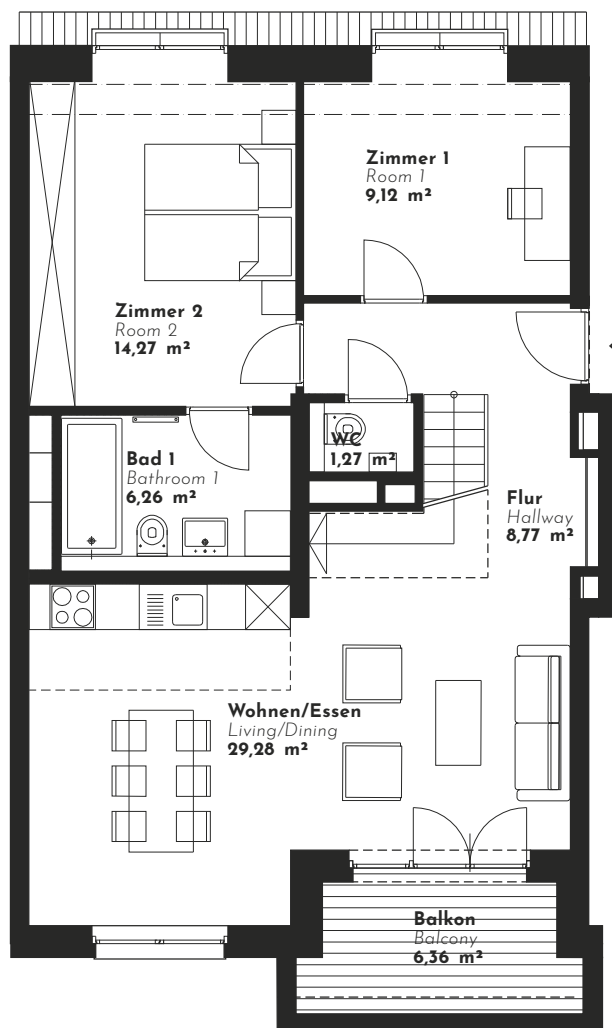 Zimmer 1
Room 1
9,12 m²
Zimmer 2
Room 2
14,27 m²
WC
1,27 m²
Bad 1
Bathroom 1
6,26 m²
Flur
Hallway
8,77 m²
Wohnen/Essen
Living/Dining
29,28 m²
Balkon
Balcony
6,36 m²